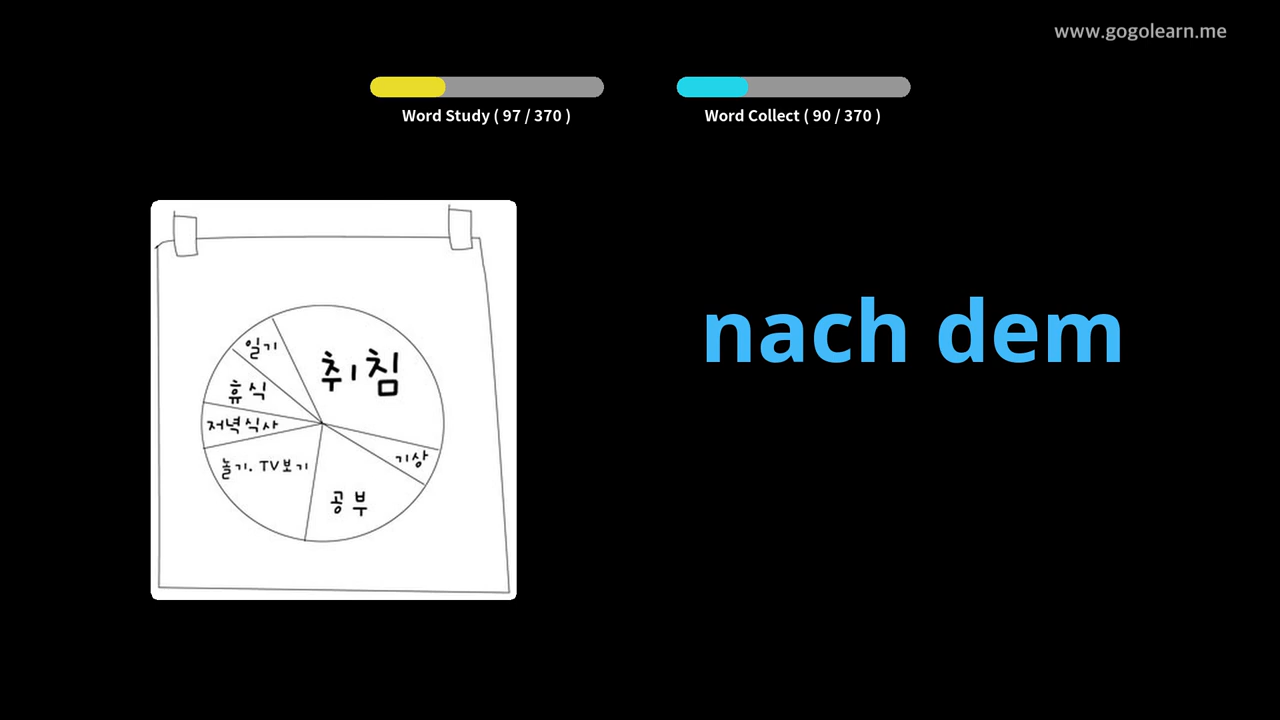 www.gogolearn.me
Word Study ( 97 / 370 )
Word Collect ( 90 / 370 )
일기
취침
휴식
저녁식사
놀기. TV보기
기상
공부
nach dem